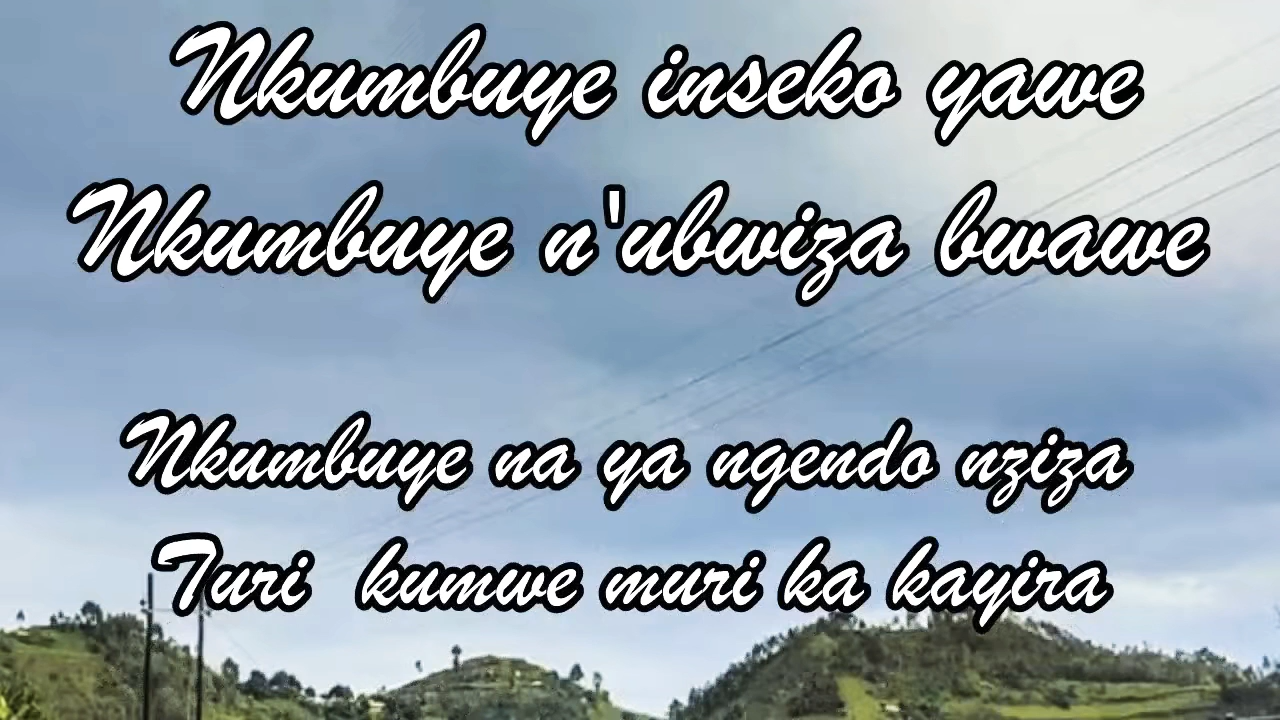 Nkumbuye inseko yawe
Nkumbuye n'ubwiza bwawe
Nkumbuye na ya ngendo nziza
Turi kumwe muri ka kayira